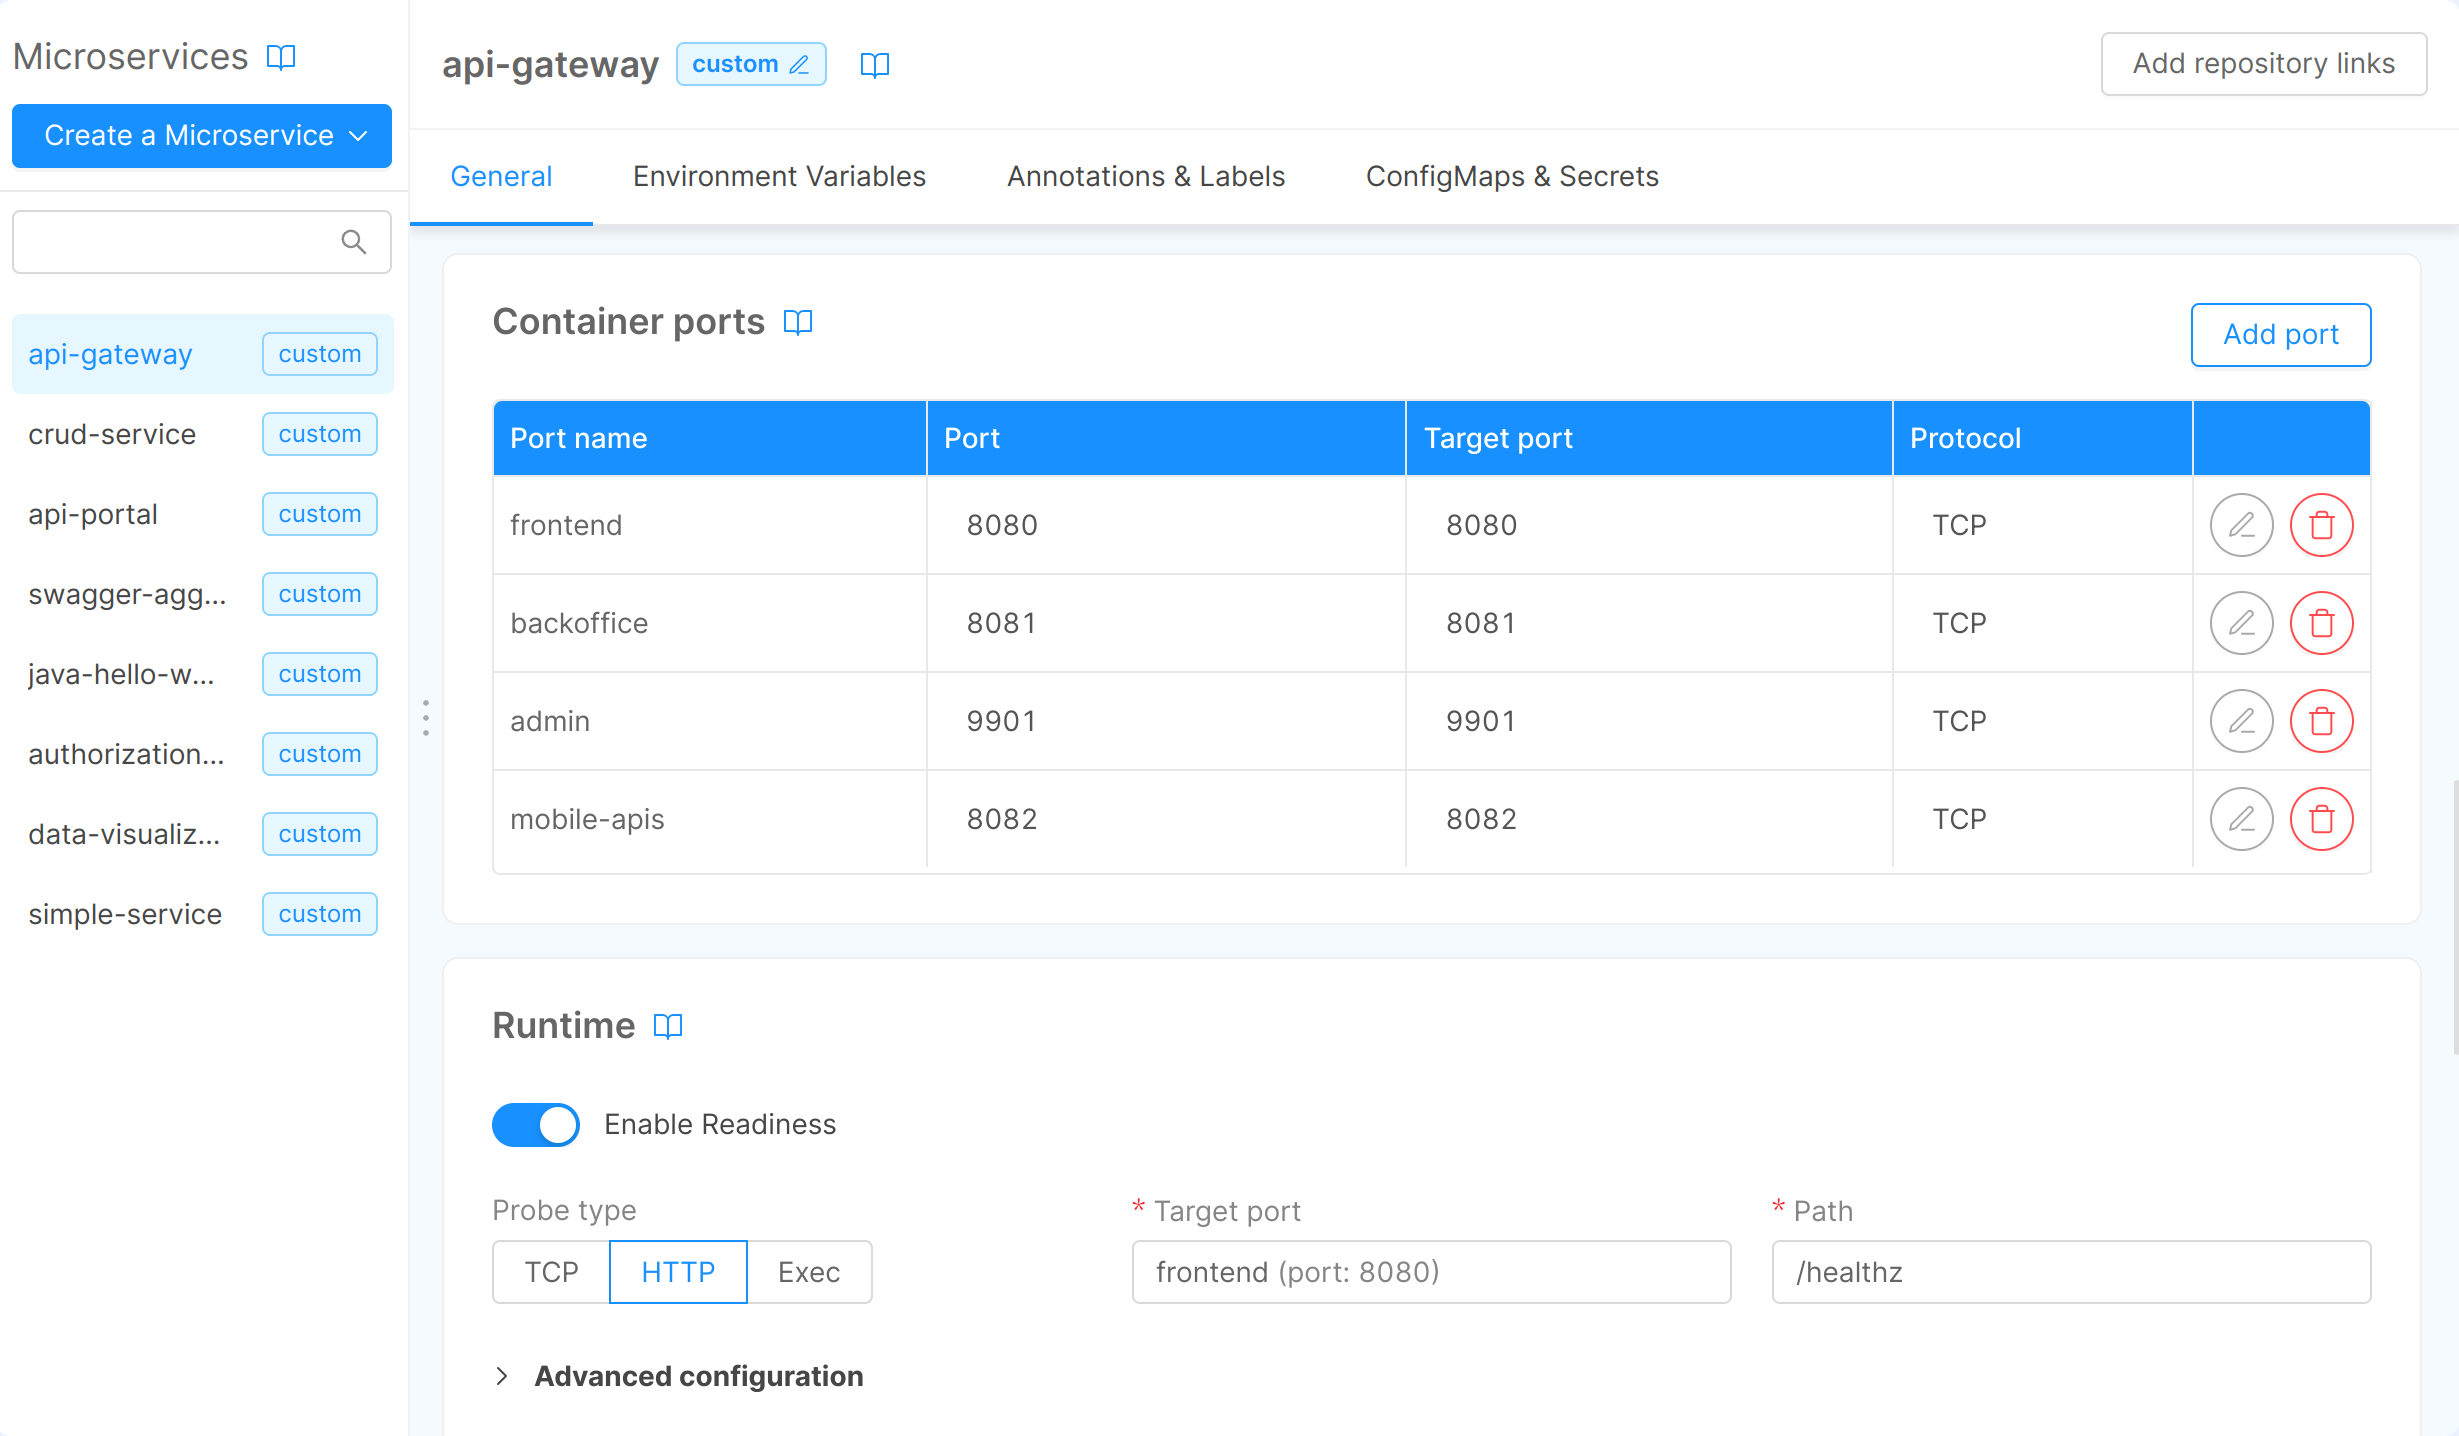 Microservices
Create a Microservice
api-gateway custom
crud-service custom
api-portal custom
swagger-agg... custom
java-hello-w... custom
authorization... custom
data-visualiz... custom
simple-service custom
api-gateway custom
Add repository links
General Environment Variables Annotations & Labels ConfigMaps & Secrets
Container ports
Add port
Port name Port Target port Protocol
frontend 8080 8080 TCP
backoffice 8081 8081 TCP
admin 9901 9901 TCP
mobile-apis 8082 8082 TCP
Runtime
Enable Readiness
Probe type * Target port * Path
TCP HTTP Exec frontend (port: 8080) /healthz
Advanced configuration